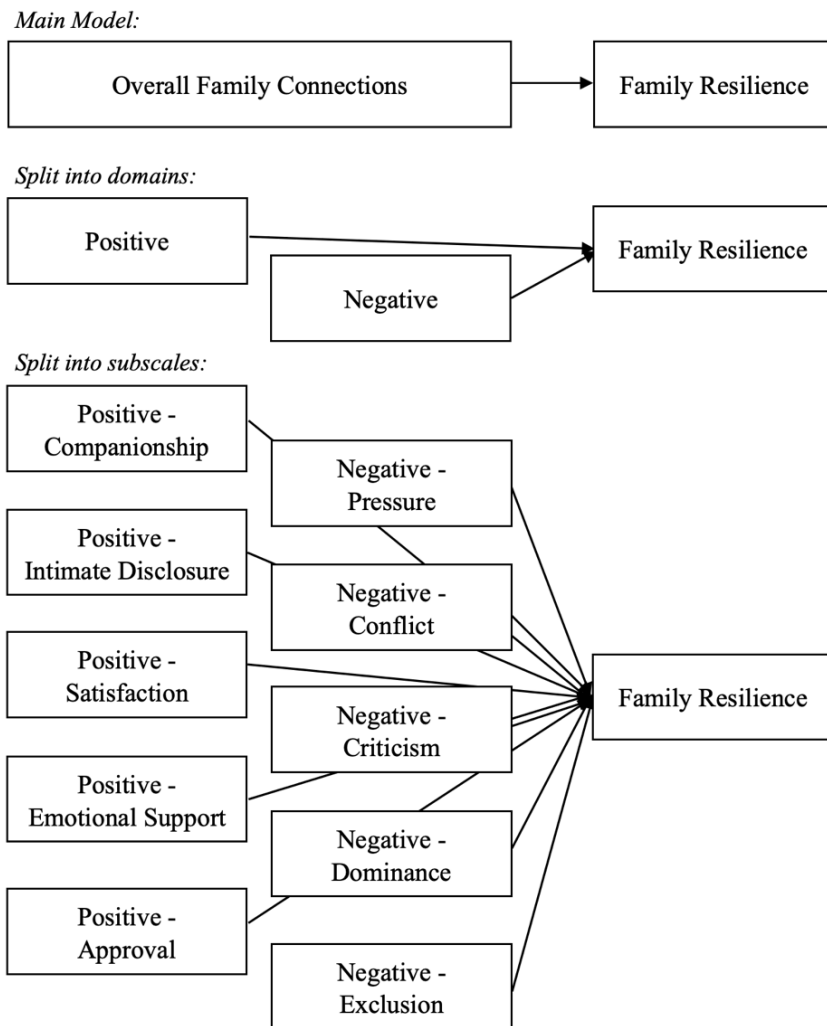 Main Model:
Overall Family Connections
Family Resilience
Split into domains:
Positive
Negative
Family Resilience
Split into subscales:
Positive -
Companionship
Negative -
Pressure
Positive -
Intimate Disclosure
Negative -
Conflict
Positive -
Satisfaction
Family Resilience
Negative -
Criticism
Positive -
Emotional Support
Negative -
Dominance
Positive -
Approval
Negative -
Exclusion